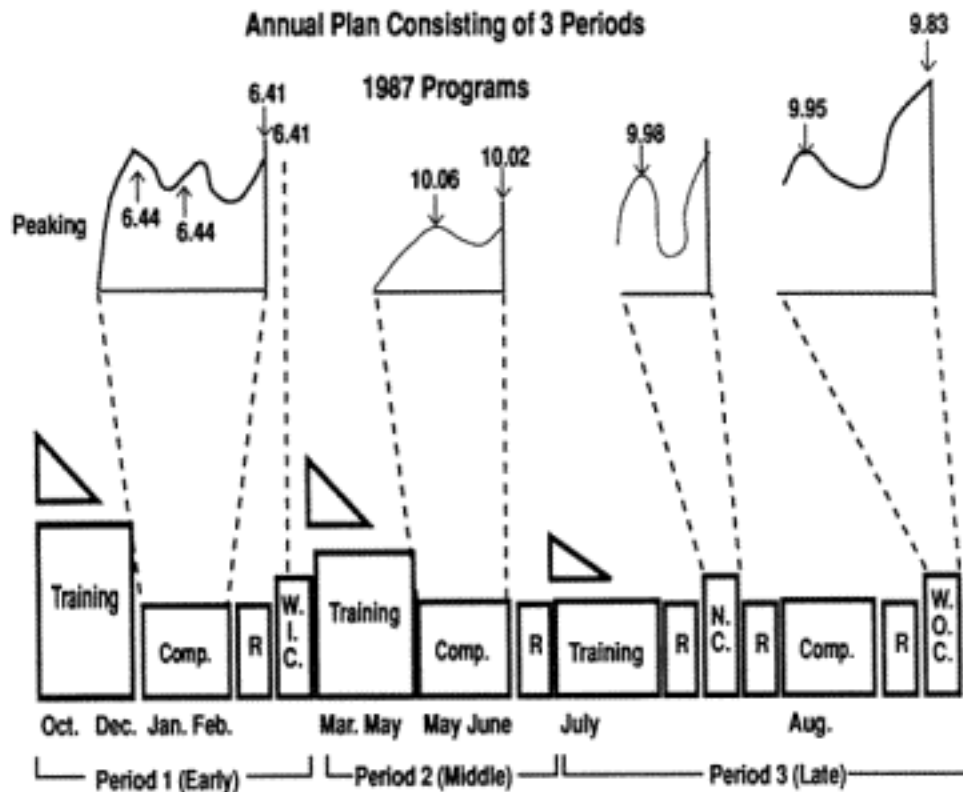 Annual Plan Consisting of 3 Periods
1987 Programs
9.83
6.41
6.41
9.98
9.95
10.06
10.02
6.44
6.44
Peaking
Training
Comp.
R
W.
I.
C.
Training
Comp.
R
Training
R
N.
C.
R
Comp.
R
W.
O.
C.
Oct. Dec. Jan. Feb. Mar. May May June July Aug.
Period 1 (Early) Period 2 (Middle) Period 3 (Late)